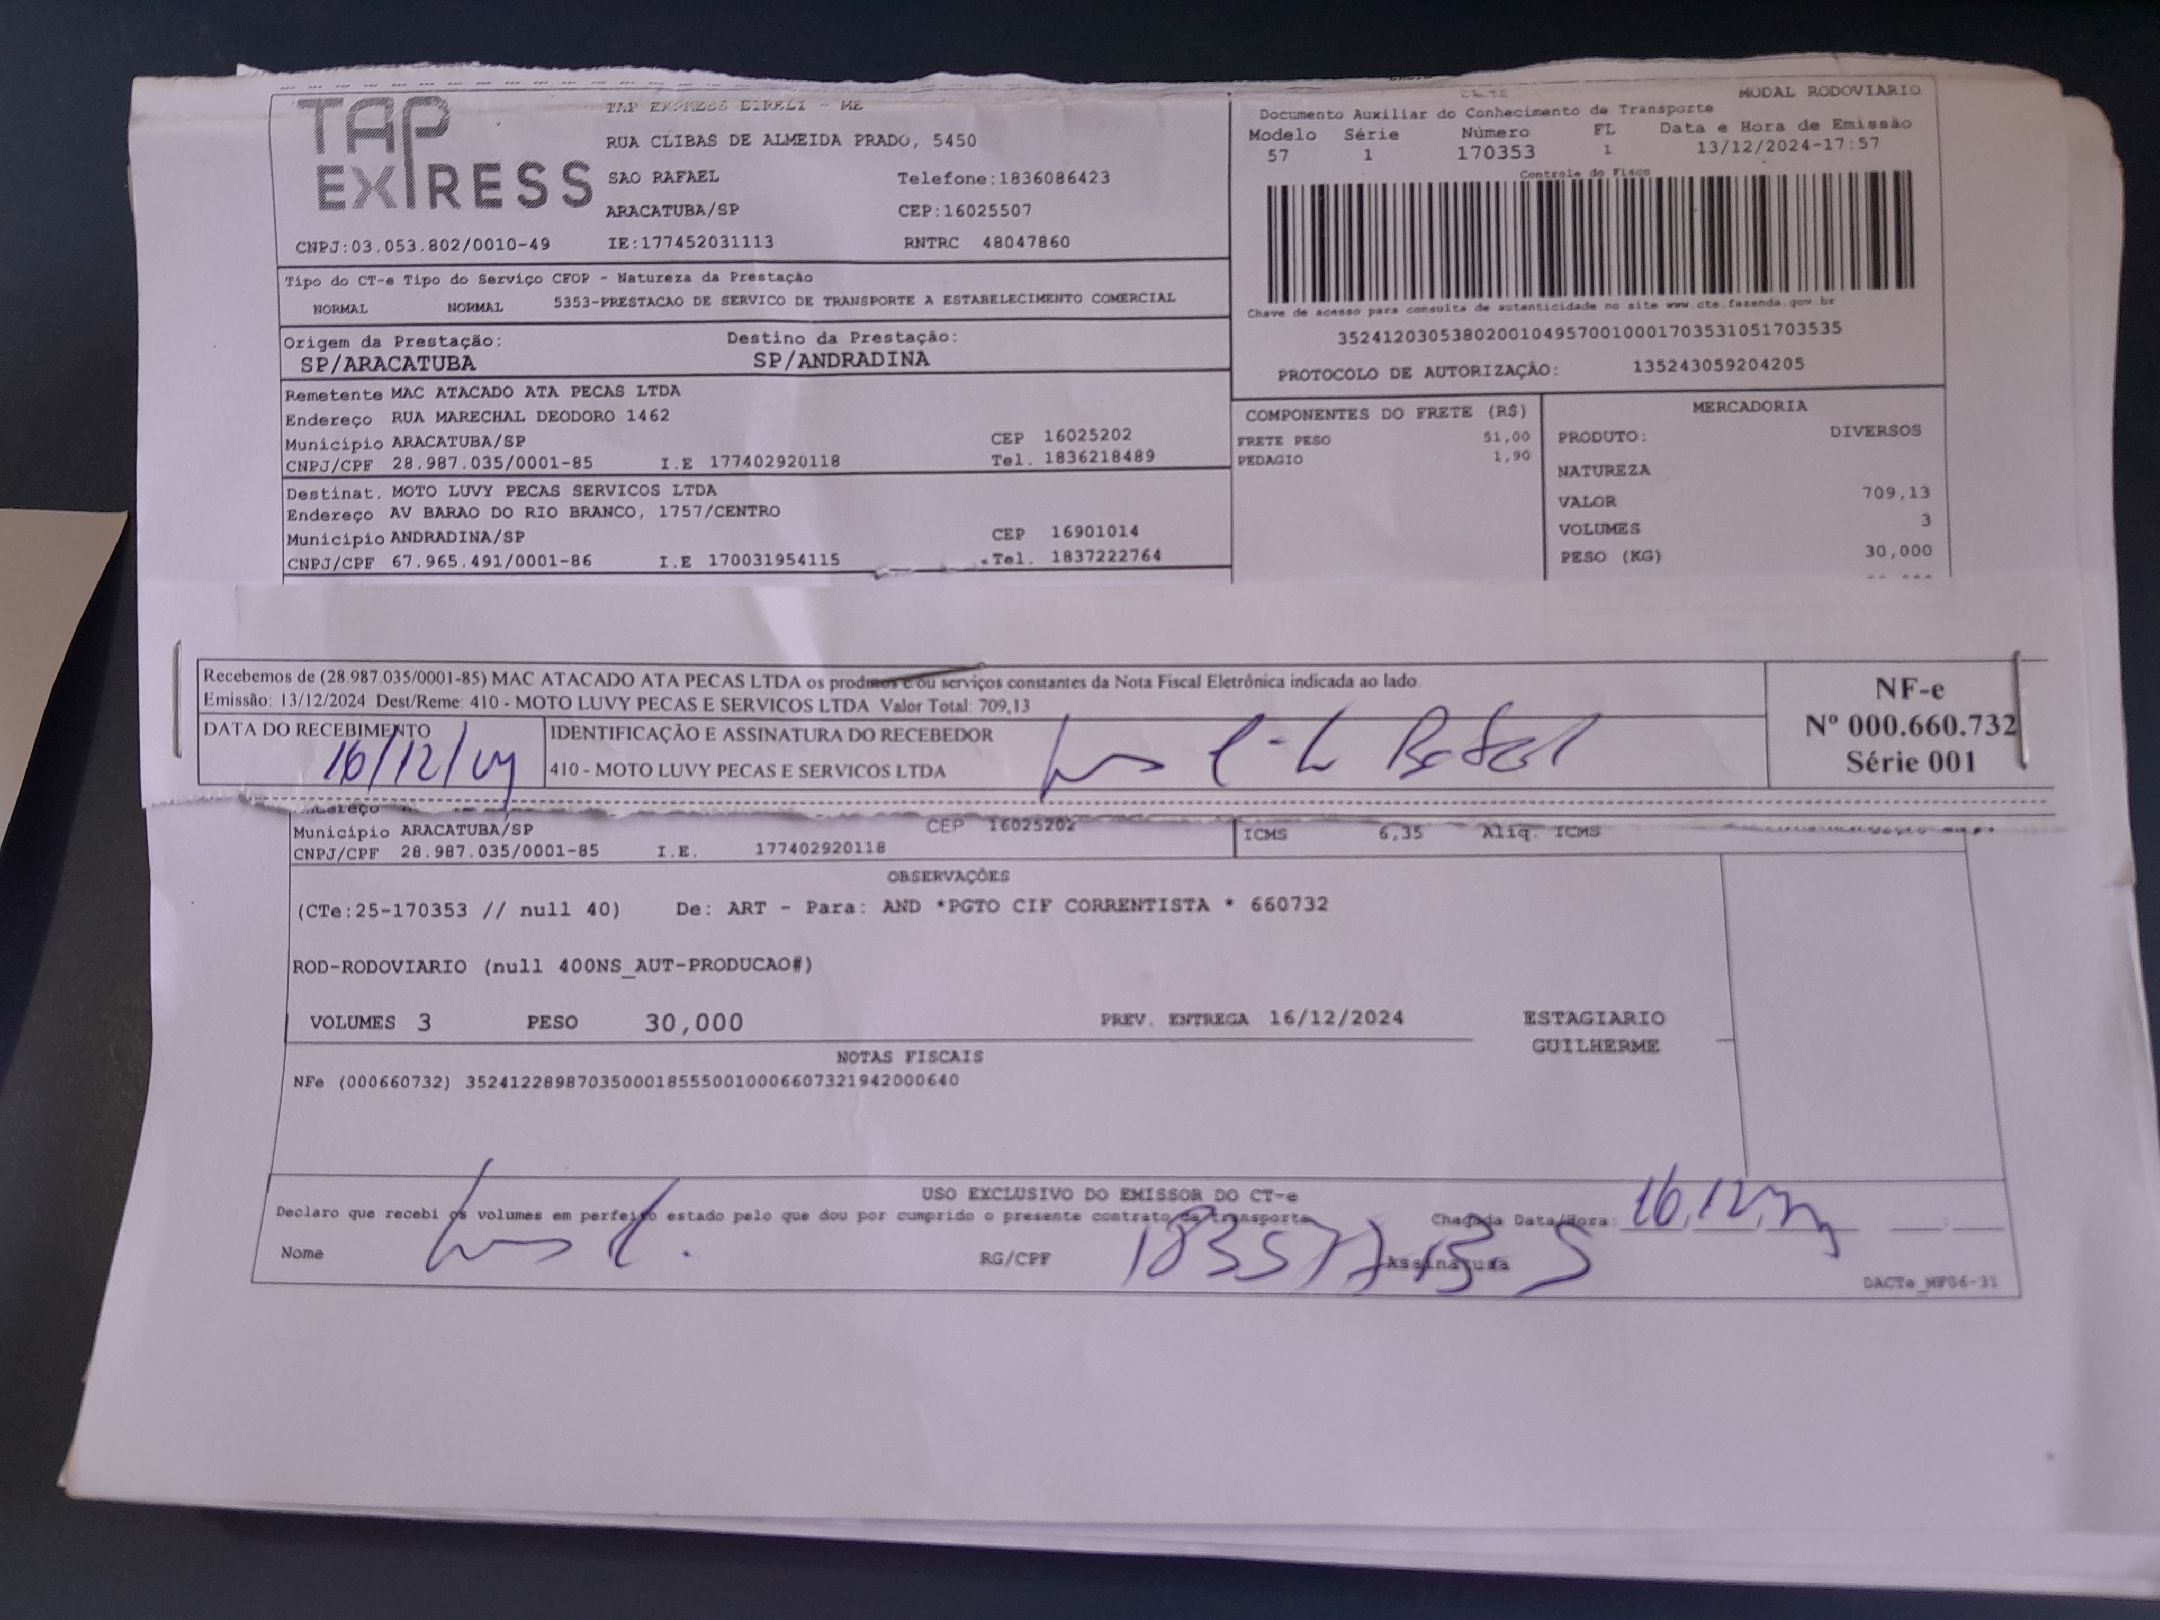 TAP
EXPRESS
TAP EXPRESS EIRELI - ME
RUA CLIBAS DE ALMEIDA PRADO, 5450
SAO RAFAEL Telefone:1836086423
ARACATUBA/SP CEP:16025507
CNPJ:03.053.802/0010-49 IE:177452031113 RNTRC 48047860
MODAL RODOVIARIO
Documento Auxiliar do Conhecimento de Transporte
Modelo Série Número FL Data e Hora de Emissão
57 1 170353 1 13/12/2024-17:57
Controle do Fisco
Chave de acesso para consulta de autenticidade no site www.cte.fazenda.gov.br
35241203053802001049570010001703531051703535
PROTOCOLO DE AUTORIZAÇÃO: 135243059204205
Tipo do CT-e Tipo do Serviço CFOP - Natureza da Prestação
NORMAL NORMAL 5353-PRESTACAO DE SERVICO DE TRANSPORTE A ESTABELECIMENTO COMERCIAL
Origem da Prestação: Destino da Prestação:
SP/ARACATUBA SP/ANDRADINA
Remetente MAC ATACADO ATA PECAS LTDA
Endereço RUA MARECHAL DEODORO 1462
Município ARACATUBA/SP CEP 16025202
CNPJ/CPF 28.987.035/0001-85 I.E 177402920118 Tel. 1836218489
Destinat. MOTO LUVY PECAS SERVICOS LTDA
Endereço AV BARAO DO RIO BRANCO, 1757/CENTRO
Município ANDRADINA/SP CEP 16901014
CNPJ/CPF 67.965.491/0001-86 I.E 170031954115 Tel. 1837222764
COMPONENTES DO FRETE (R$)
FRETE PESO 51,00
PEDAGIO 1,90
MERCADORIA
PRODUTO: DIVERSOS
NATUREZA
VALOR 709,13
VOLUMES 3
PESO (KG) 30,000
Recebemos de (28.987.035/0001-85) MAC ATACADO ATA PECAS LTDA os produtos e ou serviços constantes da Nota Fiscal Eletrônica indicada ao lado.
Emissão: 13/12/2024 Dest/Reme: 410 - MOTO LUVY PECAS E SERVICOS LTDA Valor Total: 709,13
DATA DO RECEBIMENTO
16/12/24
IDENTIFICAÇÃO E ASSINATURA DO RECEBEDOR
410 - MOTO LUVY PECAS E SERVICOS LTDA
NF-e
Nº 000.660.732
Série 001
Endereço
Município ARACATUBA/SP CEP 16025202
CNPJ/CPF 28.987.035/0001-85 I.E. 177402920118
ICMS 6,35 Aliq. ICMS
OBSERVAÇÕES
(CTe:25-170353 // null 40) De: ART - Para: AND *PGTO CIF CORRENTISTA * 660732
ROD-RODOVIARIO (null 400NS_AUT-PRODUCAO#)
VOLUMES 3 PESO 30,000 PREV. ENTREGA 16/12/2024
ESTAGIARIO
GUILHERME
NOTAS FISCAIS
NFe (000660732) 35241228987035000185550010006607321942000640
USO EXCLUSIVO DO EMISSOR DO CT-e
Declaro que recebi os volumes em perfeito estado pelo que dou por cumprido o presente contrato de transporte
Chegada Data/Hora: 16/12/24
Nome RG/CPF Assinatura
DACTe_MF06-31